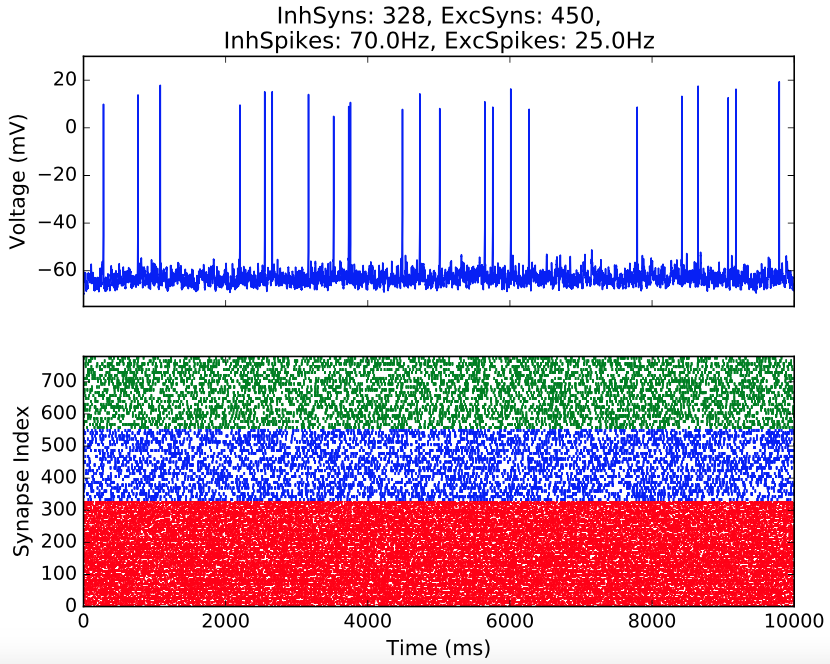 InhSyns: 328, ExcSyns: 450,
InhSpikes: 70.0Hz, ExcSpikes: 25.0Hz
Voltage (mV)
20
0
−20
−40
−60
Synapse Index
700
600
500
400
300
200
100
0
0 2000 4000 6000 8000 10000
Time (ms)